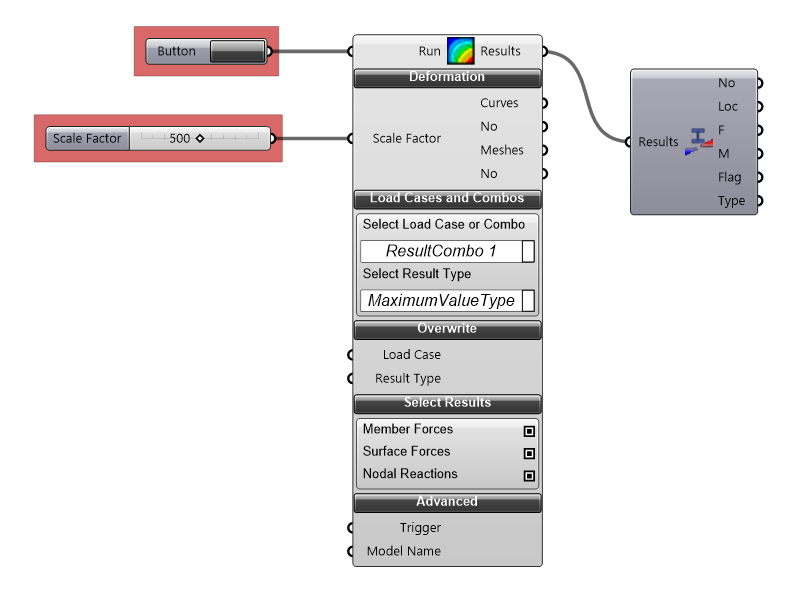 Button
Scale Factor 500
Run Results
Deformation
Curves
No
Scale Factor
Meshes
No
Load Cases and Combos
Select Load Case or Combo
ResultCombo 1
Select Result Type
MaximumValueType
Overwrite
Load Case
Result Type
Select Results
Member Forces
Surface Forces
Nodal Reactions
Advanced
Trigger
Model Name
Results
No
Loc
F
M
Flag
Type